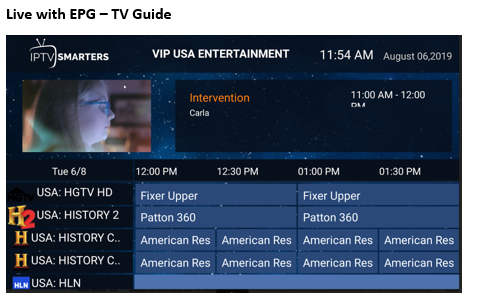 Live with EPG – TV Guide
IPTV SMARTERS
VIP USA ENTERTAINMENT
11:54 AM
August 06,2019
Intervention
11:00 AM - 12:00
Carla
Tue 6/8
12:00 PM
12:30 PM
01:00 PM
01:30 PM
USA: HGTV HD
Fixer Upper
Fixer Upper
H2
USA: HISTORY 2
Patton 360
Patton 360
H
USA: HISTORY C..
American Res
American Res
American Res
American Res
H
USA: HISTORY C..
American Res
American Res
American Res
American Res
HLN
USA: HLN